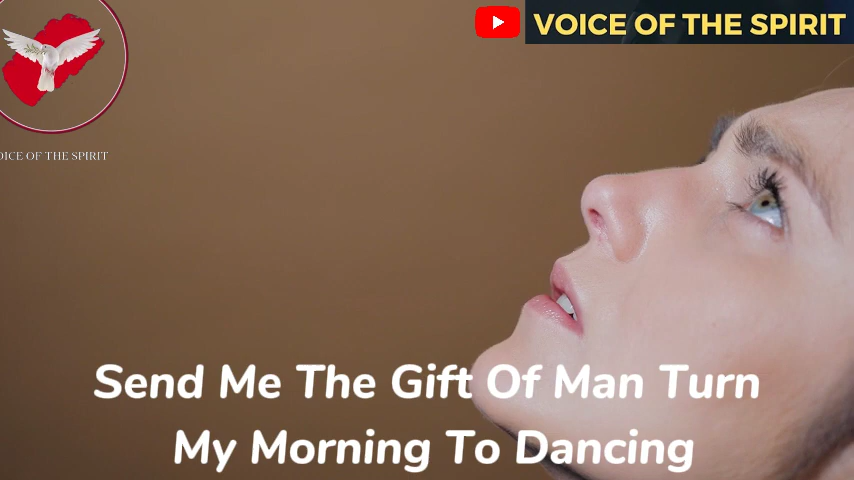 VOICE OF THE SPIRIT
OICE OF THE SPIRIT
Send Me The Gift Of Man Turn
My Morning To Dancing